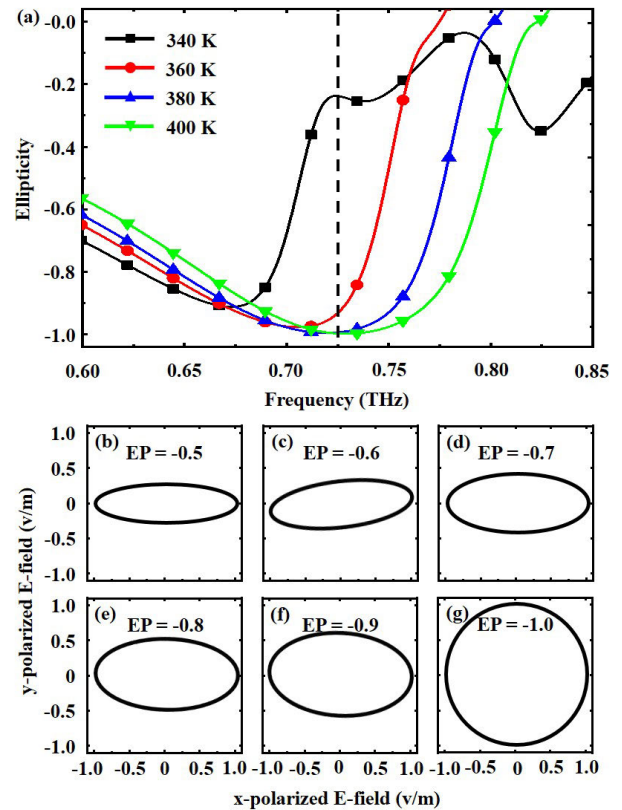 (a)
-0.0
-0.2
-0.4
-0.6
-0.8
-1.0
Ellipticity
340 K
360 K
380 K
400 K
0.60 0.65 0.70 0.75 0.80 0.85
Frequency (THz)
(b) EP = -0.5
(c) EP = -0.6
(d) EP = -0.7
1.0
0.5
0
-0.5
-1.0
(e) EP = -0.8
(f) EP = -0.9
(g) EP = -1.0
1.0
0.5
0
-0.5
-1.0
y-polarized E-field (v/m)
-1.0 -0.5 0 0.5 1.0 -1.0 -0.5 0 0.5 1.0 -1.0 -0.5 0 0.5 1.0
x-polarized E-field (v/m)